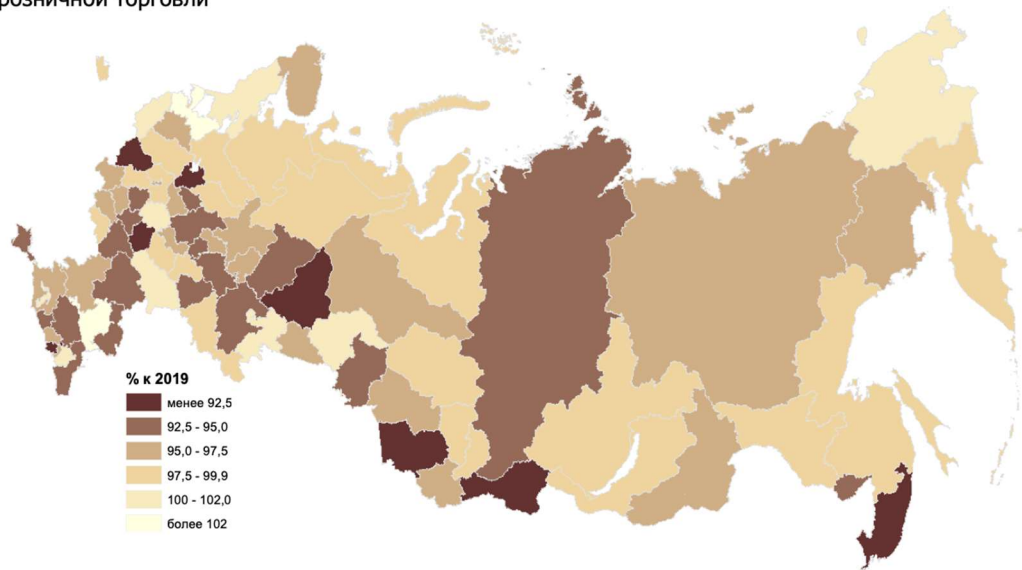 розничной торговли
% к 2019
менее 92,5
92,5 - 95,0
95,0 - 97,5
97,5 - 99,9
100 - 102,0
более 102